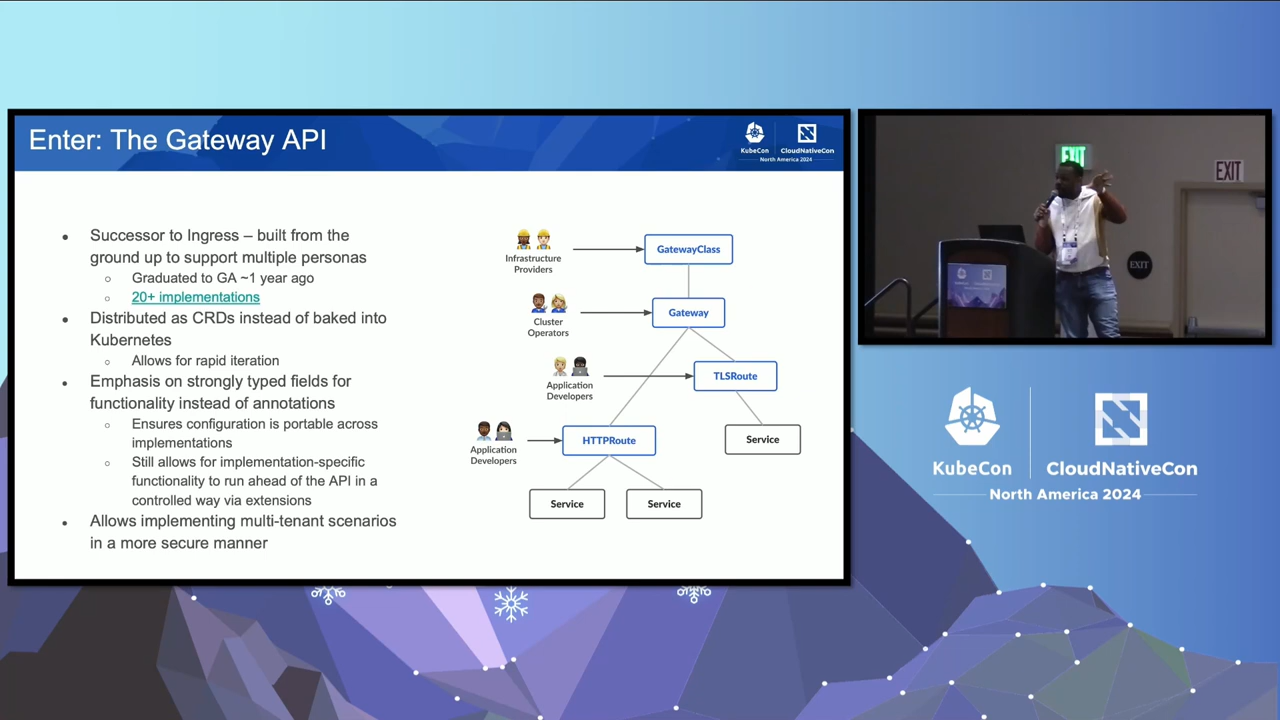 Enter: The Gateway API
KubeCon
CloudNativeCon
North America 2024
• Successor to Ingress – built from the
ground up to support multiple personas
○ Graduated to GA ~1 year ago
○ 20+ implementations
• Distributed as CRDs instead of baked into
Kubernetes
○ Allows for rapid iteration
• Emphasis on strongly typed fields for
functionality instead of annotations
○ Ensures configuration is portable across
implementations
○ Still allows for implementation-specific
functionality to run ahead of the API in a
controlled way via extensions
• Allows implementing multi-tenant scenarios
in a more secure manner
Infrastructure
Providers
GatewayClass
Cluster
Operators
Gateway
Application
Developers
TLSRoute
Application
Developers
HTTPRoute
Service
Service
Service
EXIT
EXIT
EXIT
KubeCon
CloudNativeCon
North America 2024